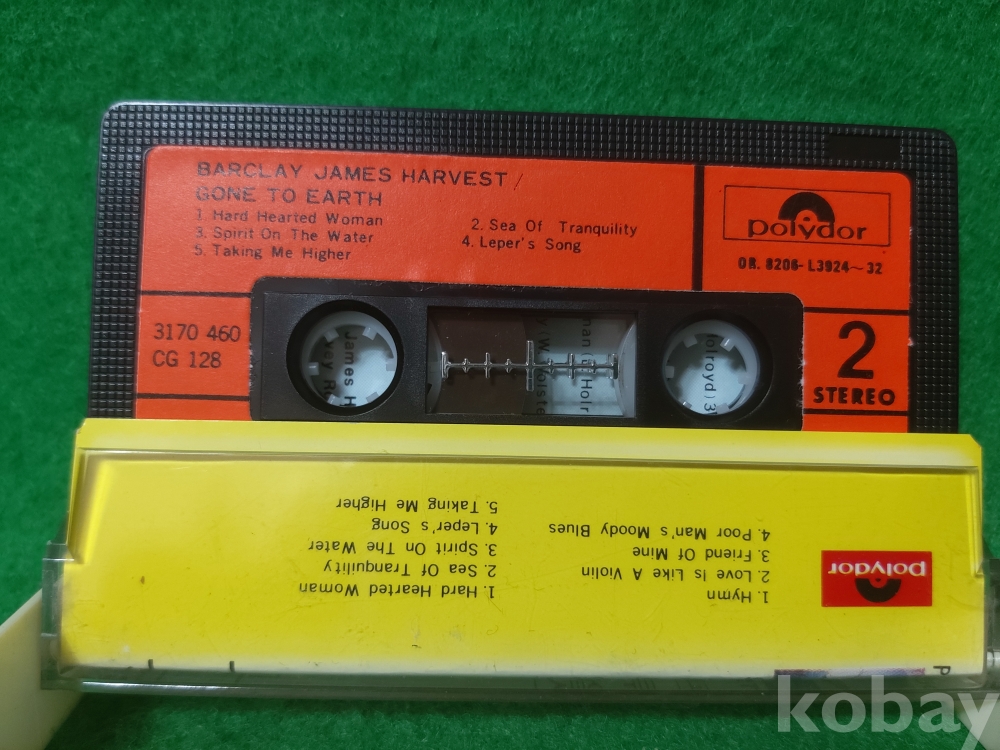 BARCLAY JAMES HARVEST /
GONE TO EARTH
1. Hard Hearted Woman
2. Sea Of Tranquility
3. Spirit On The Water
4. Leper's Song
5. Taking Me Higher
polydor
OR. 8206- L3924~32
3170 460
CG 128
2
STEREO
James H
olroyd) 3
polydor
1. Hymn
2. Love Is Like A Violin
3. Friend Of Mine
4. Poor Man's Moody Blues
1. Hard Hearted Woman
2. Sea Of Tranquility
3. Spirit On The Water
4. Leper's Song
5. Taking Me Higher
kobay